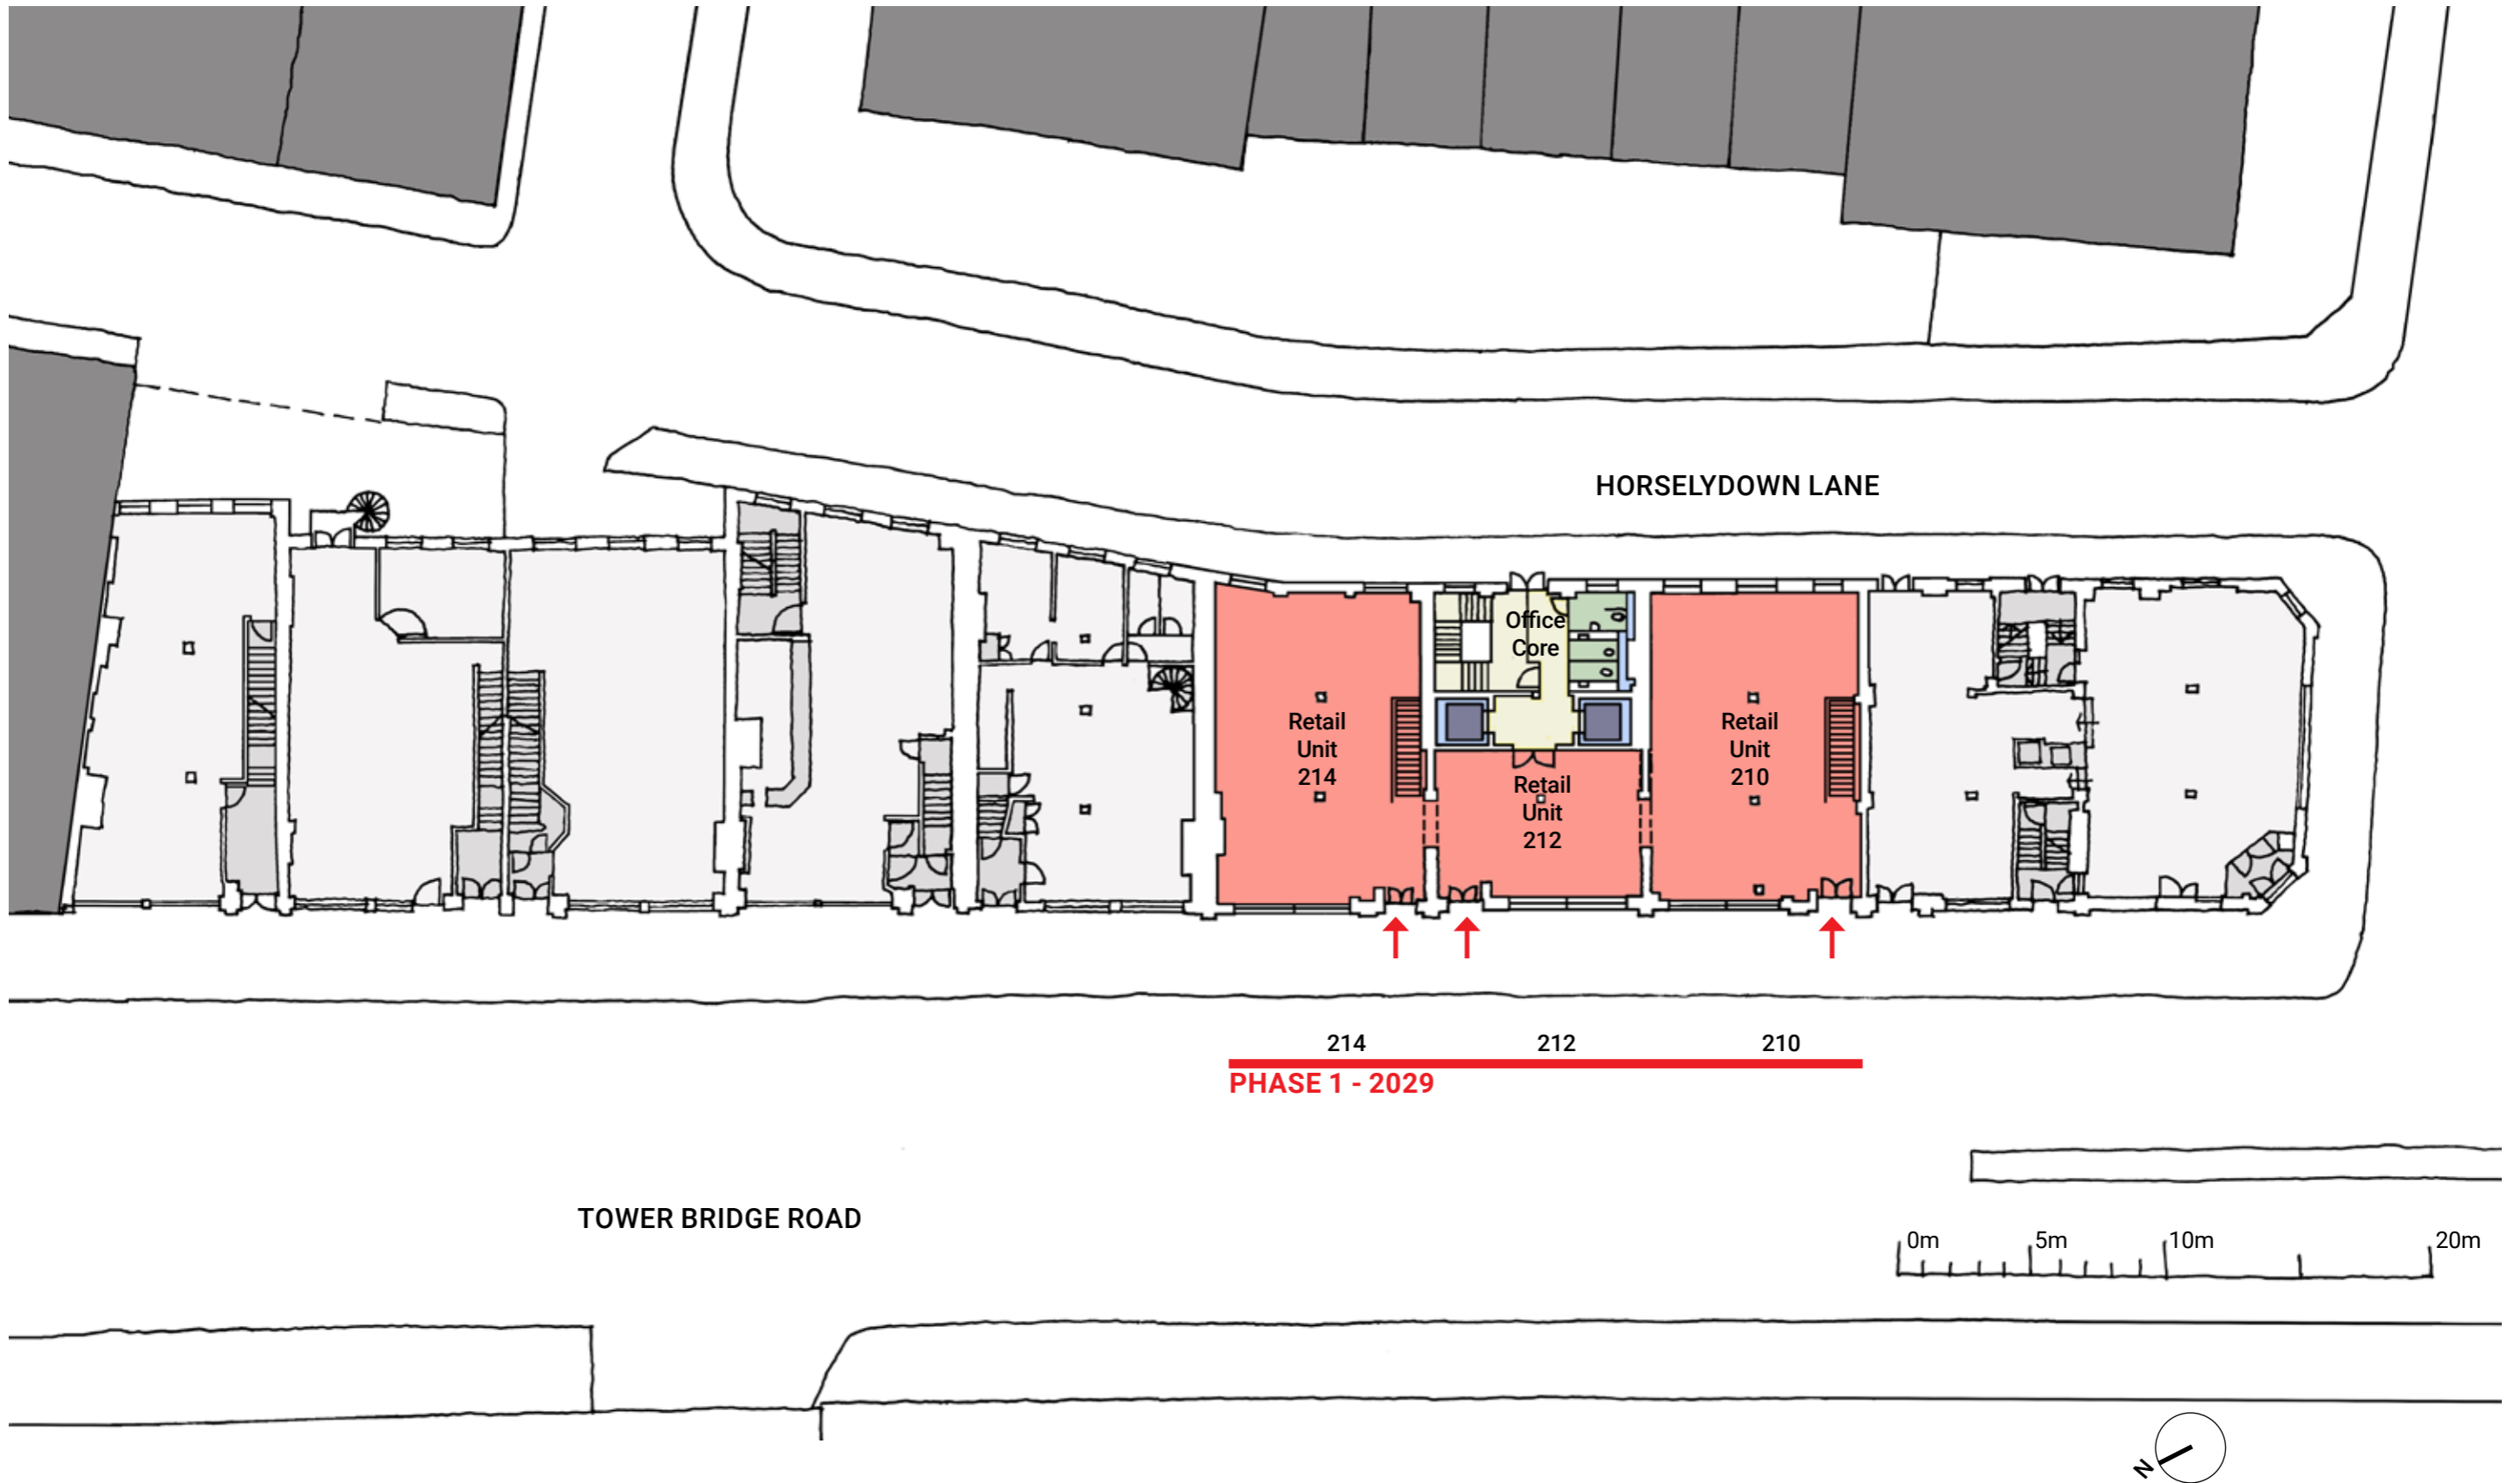 HORSELYDOWN LANE
Office
Core
Retail
Unit
214
Retail
Unit
212
Retail
Unit
210
214 212 210
PHASE 1 - 2029
TOWER BRIDGE ROAD
0m 5m 10m 20m
N